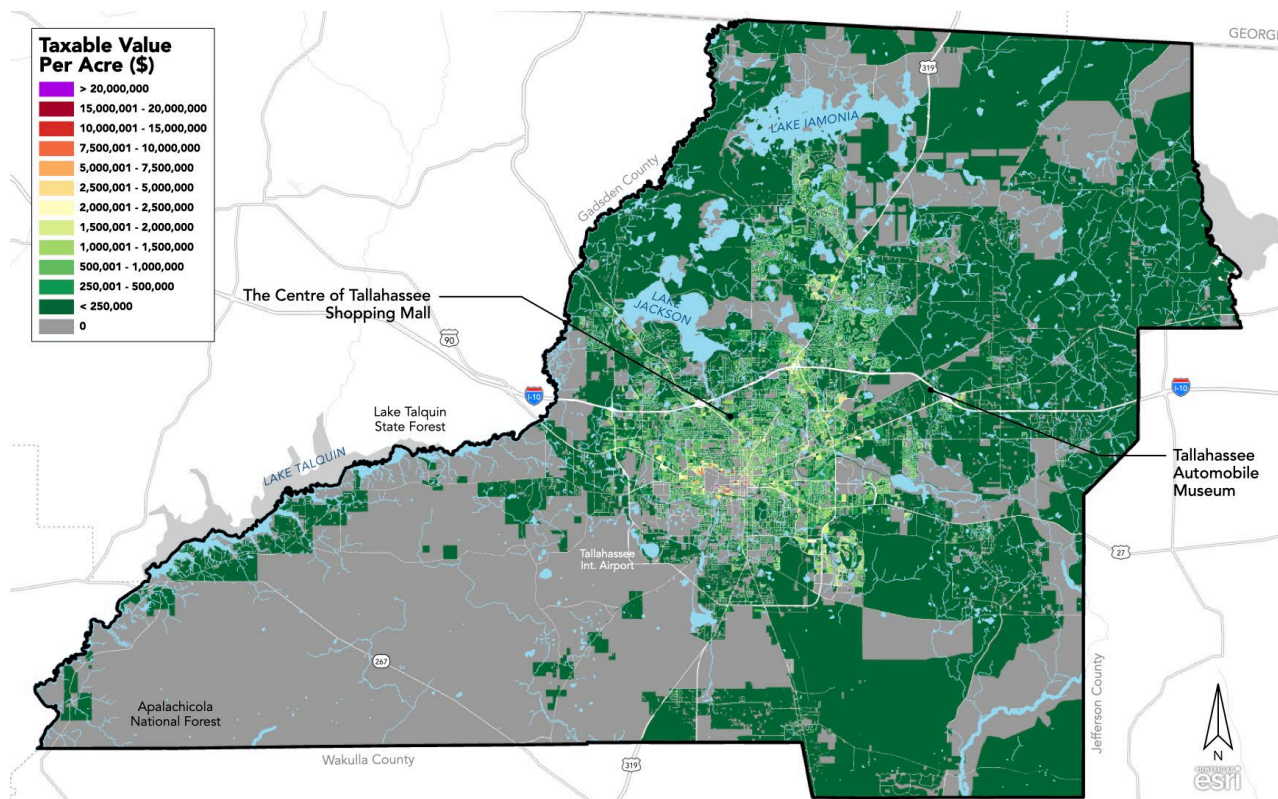 Taxable Value
Per Acre ($)
> 20,000,000
15,000,001 - 20,000,000
10,000,001 - 15,000,000
7,500,001 - 10,000,000
5,000,001 - 7,500,000
2,500,001 - 5,000,000
2,000,001 - 2,500,000
1,500,001 - 2,000,000
1,000,001 - 1,500,000
500,001 - 1,000,000
250,001 - 500,000
< 250,000
0
GEORGI
319
LAKE IAMONIA
Gadsden County
The Centre of Tallahassee
Shopping Mall
LAKE
JACKSON
90
I-10
I-10
Lake Talquin
State Forest
LAKE TALQUIN
Tallahassee
Automobile
Museum
27
Tallahassee
Int. Airport
267
Apalachicola
National Forest
Jefferson County
Wakulla County
319
N
POWERED BY
esri